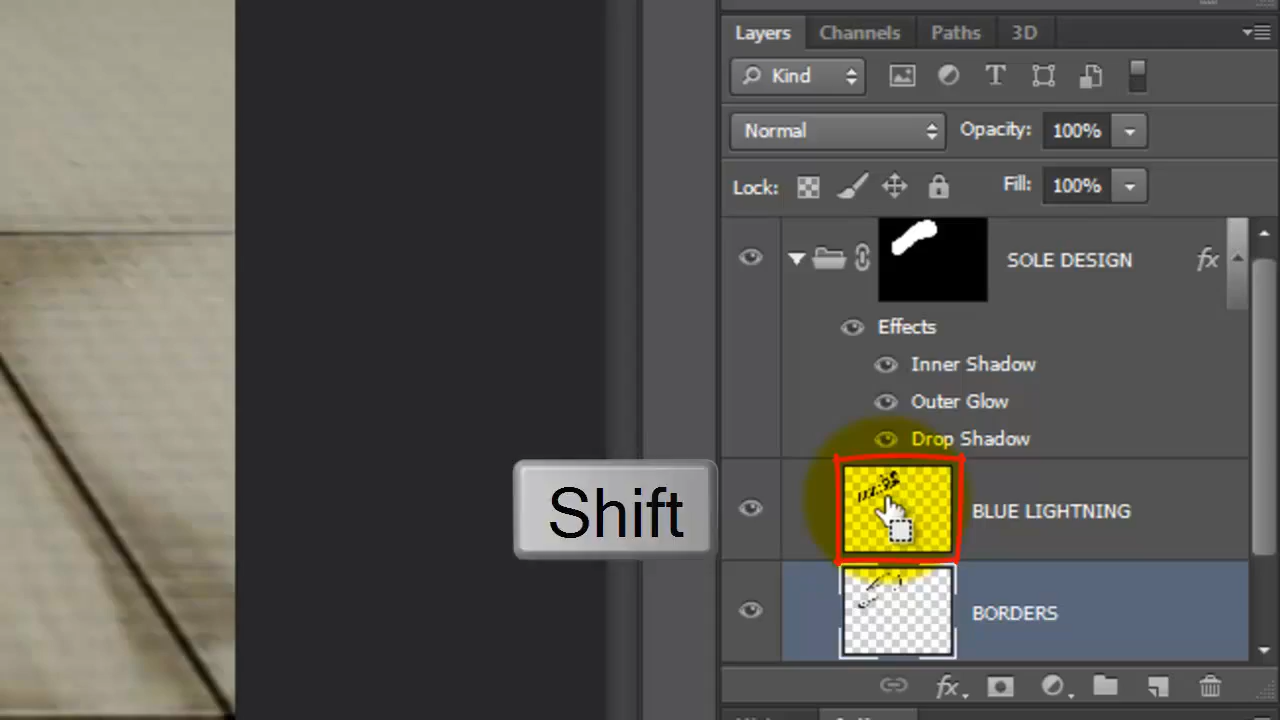 Layers Channels Paths 3D
Kind
Normal Opacity: 100%
Lock: Fill: 100%
SOLE DESIGN fx
Effects
Inner Shadow
Outer Glow
Drop Shadow
Shift
BLUE LIGHTNING
BORDERS
fx